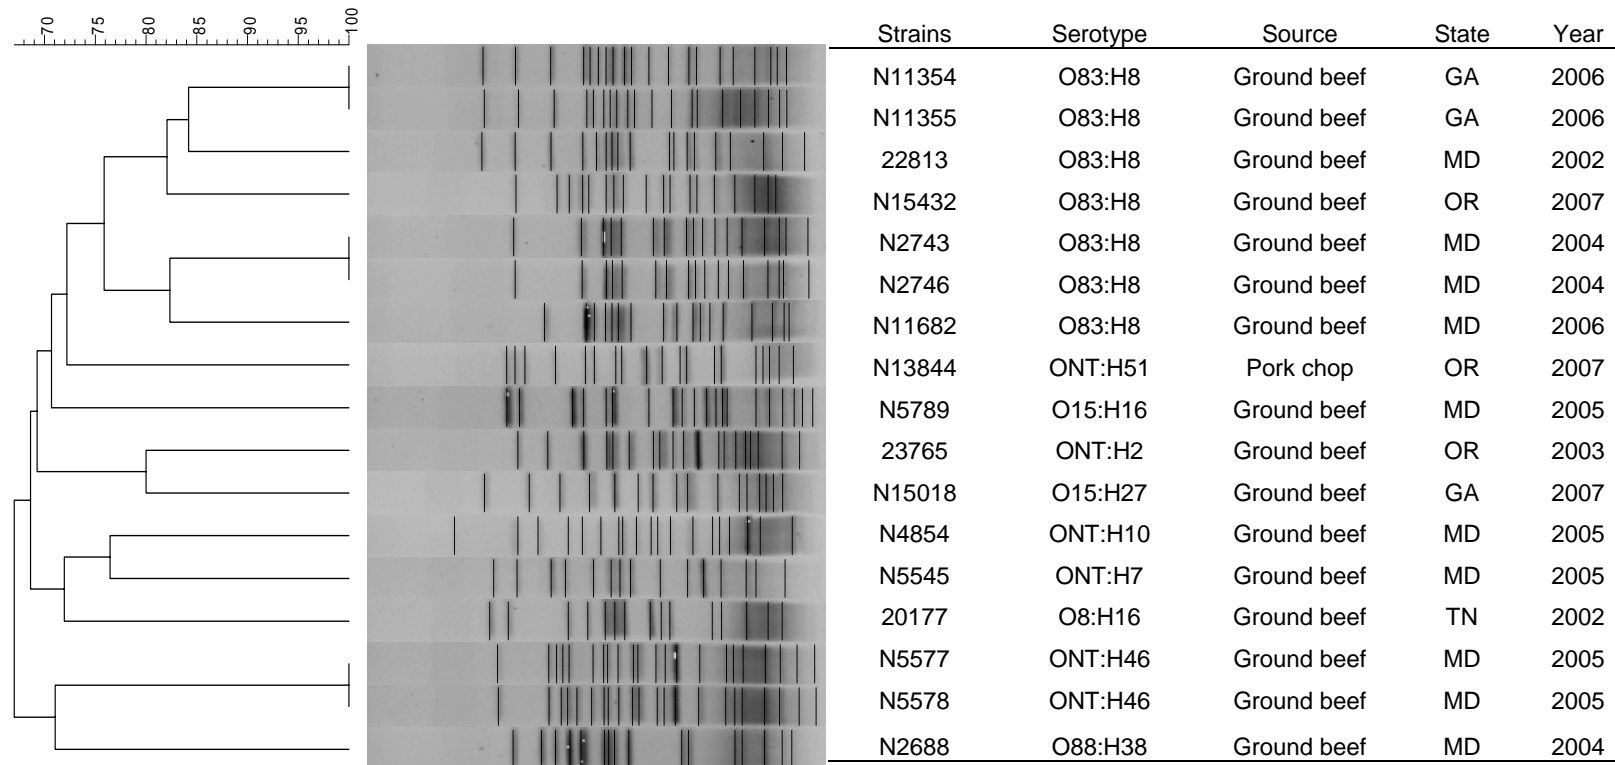 70 75 80 85 90 95 100
Strains Serotype Source State Year
N11354 O83:H8 Ground beef GA 2006
N11355 O83:H8 Ground beef GA 2006
22813 O83:H8 Ground beef MD 2002
N15432 O83:H8 Ground beef OR 2007
N2743 O83:H8 Ground beef MD 2004
N2746 O83:H8 Ground beef MD 2004
N11682 O83:H8 Ground beef MD 2006
N13844 ONT:H51 Pork chop OR 2007
N5789 O15:H16 Ground beef MD 2005
23765 ONT:H2 Ground beef OR 2003
N15018 O15:H27 Ground beef GA 2007
N4854 ONT:H10 Ground beef MD 2005
N5545 ONT:H7 Ground beef MD 2005
20177 O8:H16 Ground beef TN 2002
N5577 ONT:H46 Ground beef MD 2005
N5578 ONT:H46 Ground beef MD 2005
N2688 O88:H38 Ground beef MD 2004